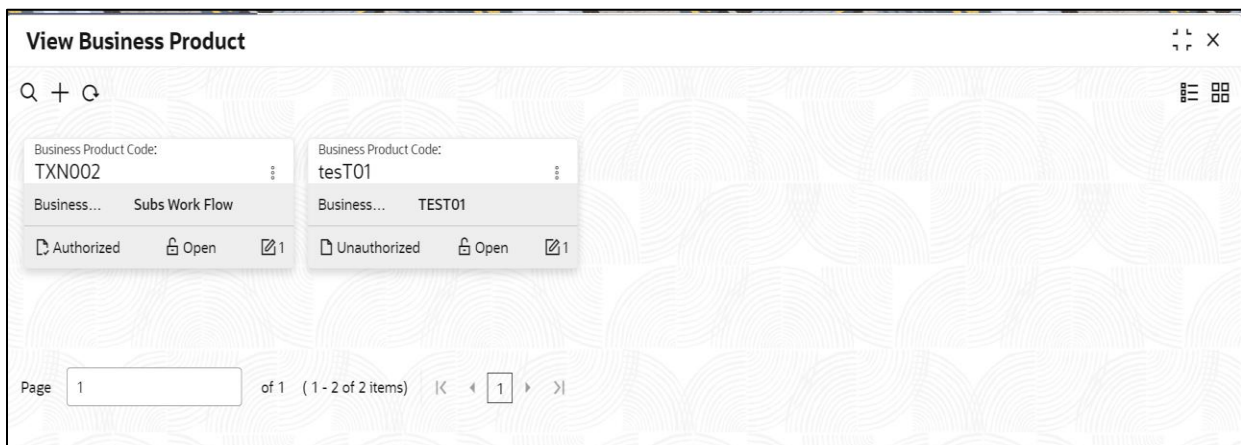 View Business Product
Business Product Code:
TXN002
Business... Subs Work Flow
Authorized Open 1
Business Product Code:
tesT01
Business... TEST01
Unauthorized Open 1
Page 1 of 1 ( 1 - 2 of 2 items) 1